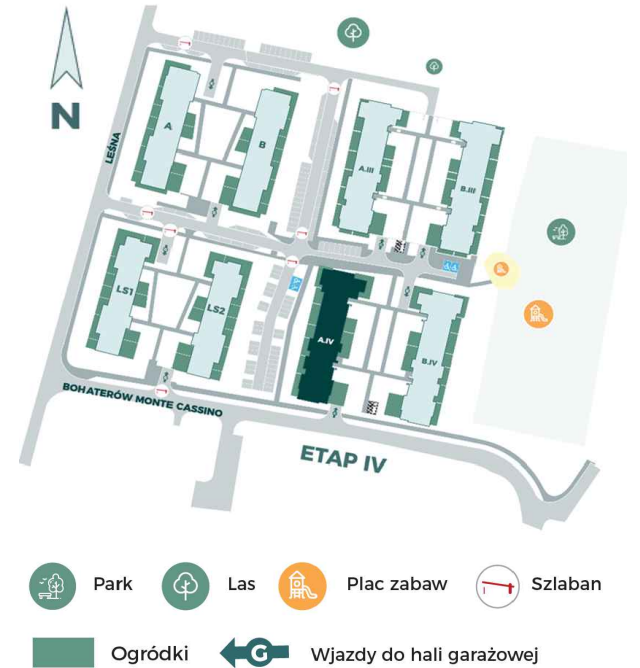 N
LEŚNA
A
B
A.III
B.III
LS1
LS2
A.IV
B.IV
BOHATERÓW MONTE CASSINO
ETAP IV
Park
Las
Plac zabaw
Szlaban
Ogródki
G
Wjazdy do hali garażowej